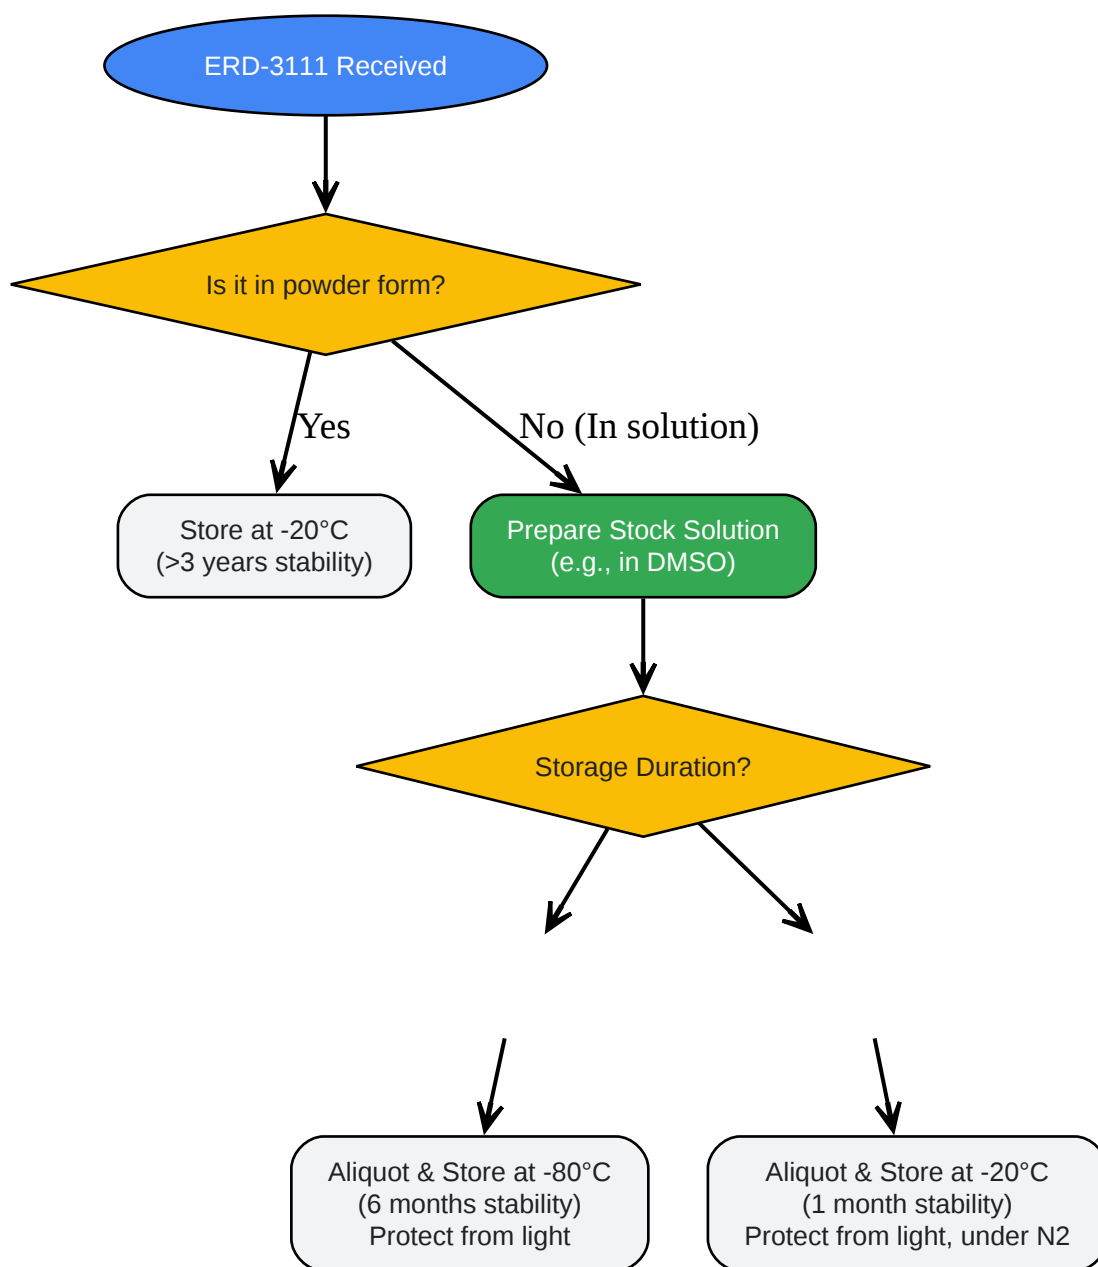 ERD-3111 Received
Is it in powder form?
Yes
No (In solution)
Store at -20°C
(>3 years stability)
Prepare Stock Solution
(e.g., in DMSO)
Storage Duration?
Aliquot & Store at -80°C
(6 months stability)
Protect from light
Aliquot & Store at -20°C
(1 month stability)
Protect from light, under N2